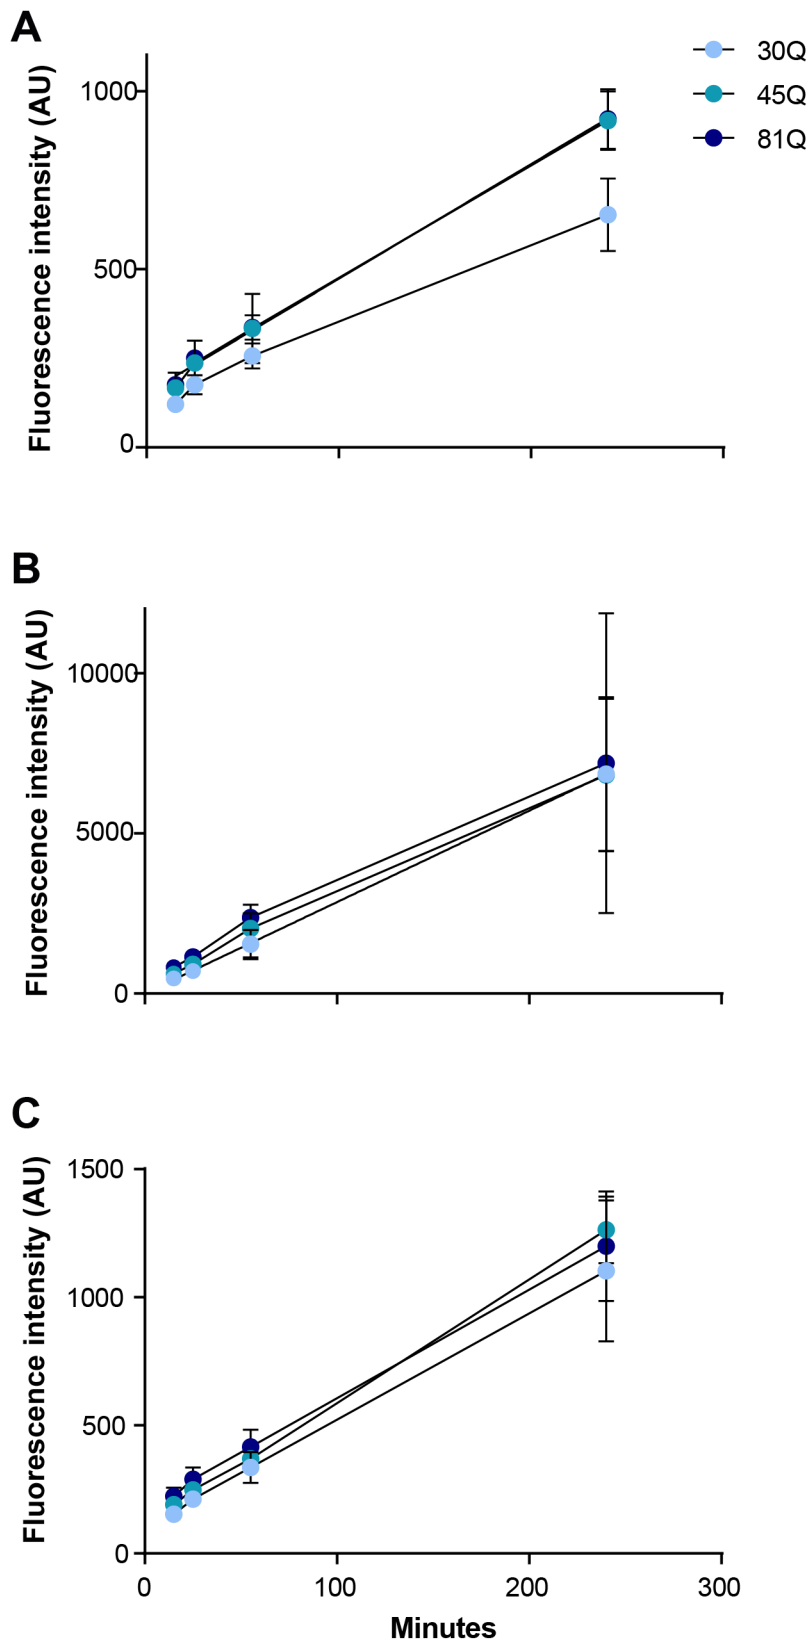 A
30Q
45Q
81Q
Fluorescence intensity (AU)
1000
500
0
B
Fluorescence intensity (AU)
10000
5000
0
C
Fluorescence intensity (AU)
1500
1000
500
0
0 100 200 300
Minutes